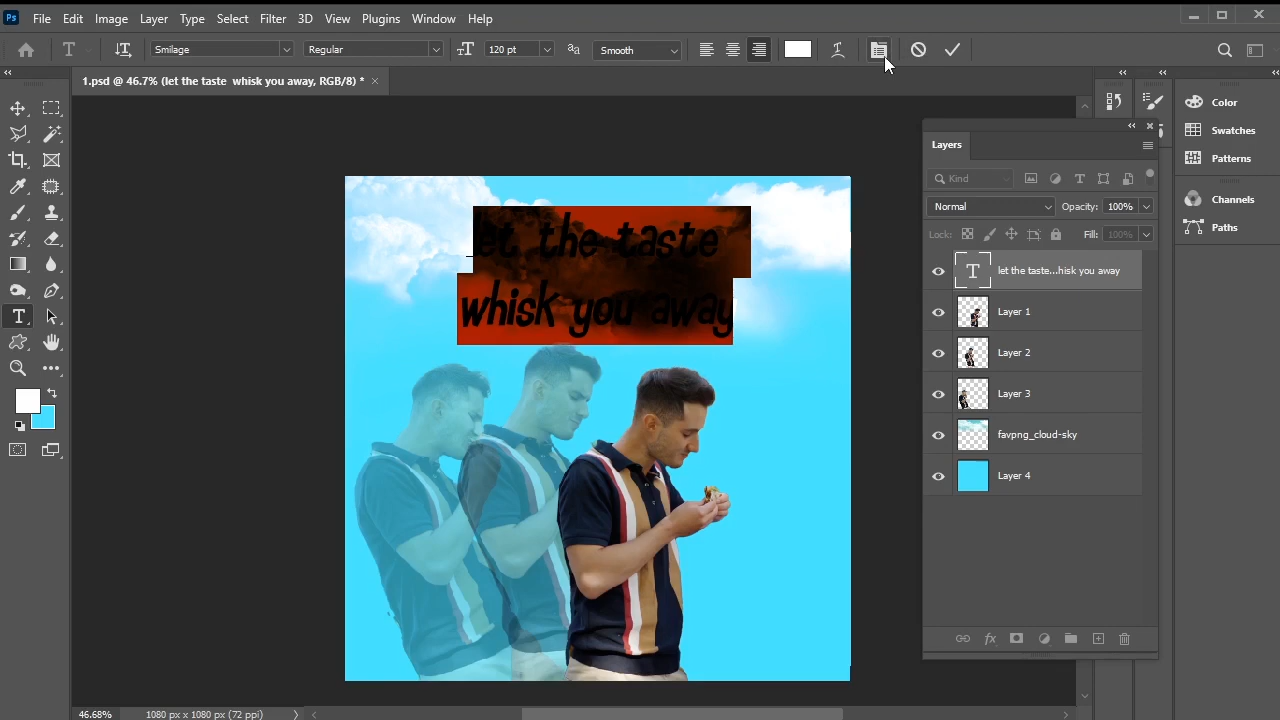 Ps File Edit Image Layer Type Select Filter 3D View Plugins Window Help
T Smilage Regular 120 pt Smooth
1.psd @ 46.7% (let the taste whisk you away, RGB/8) *
Color
Layers
Swatches
Patterns
Kind
Channels
Normal Opacity: 100%
Paths
Lock: Fill: 100%
let the taste
whisk you away
let the taste...hisk you away
Layer 1
Layer 2
Layer 3
favpng_cloud-sky
Layer 4
fx
46.68% 1080 px x 1080 px (72 ppi)